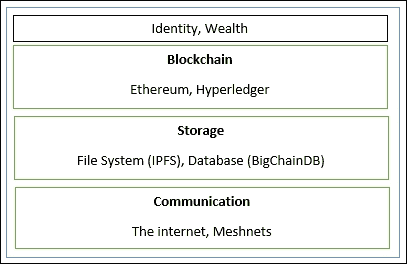 Identity, Wealth
Blockchain
Ethereum, Hyperledger
Storage
File System (IPFS), Database (BigChainDB)
Communication
The internet, Meshnets